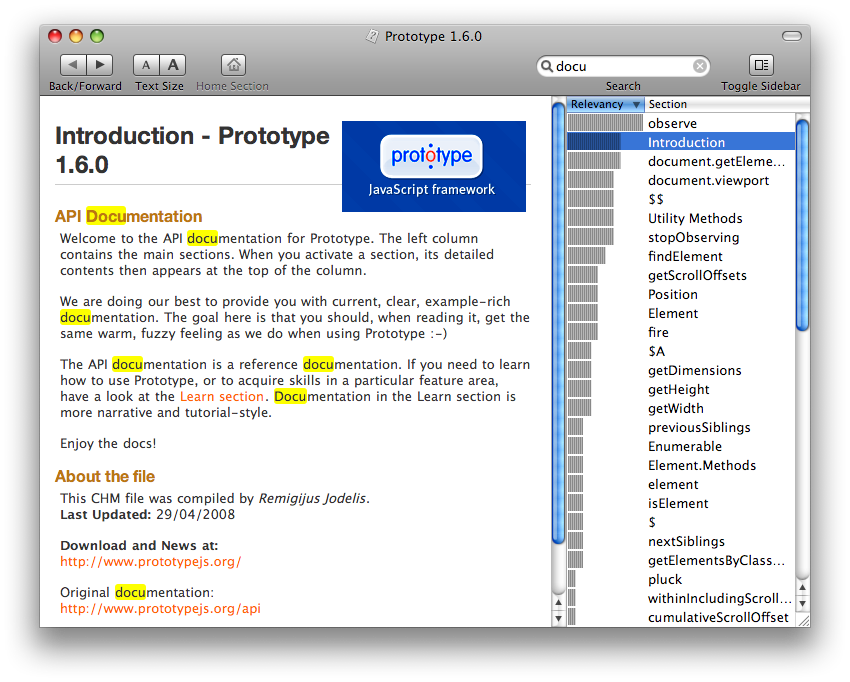 Prototype 1.6.0
A A
docu
Back/Forward Text Size Home Section Search Toggle Sidebar
Introduction - Prototype
1.6.0
prototype
JavaScript framework
API Documentation
Welcome to the API documentation for Prototype. The left column
contains the main sections. When you activate a section, its detailed
contents then appears at the top of the column.
We are doing our best to provide you with current, clear, example-rich
documentation. The goal here is that you should, when reading it, get the
same warm, fuzzy feeling as we do when using Prototype :-)
The API documentation is a reference documentation. If you need to learn
how to use Prototype, or to acquire skills in a particular feature area,
have a look at the Learn section. Documentation in the Learn section is
more narrative and tutorial-style.
Enjoy the docs!
About the file
This CHM file was compiled by Remigijus Jodelis.
Last Updated: 29/04/2008
Download and News at:
http://www.prototypejs.org/
Original documentation:
http://www.prototypejs.org/api
Relevancy Section
observe
Introduction
document.getEleme...
document.viewport
$$
Utility Methods
stopObserving
findElement
getScrollOffsets
Position
Element
fire
$A
getDimensions
getHeight
getWidth
previousSiblings
Enumerable
Element.Methods
element
isElement
$
nextSiblings
getElementsByClass...
pluck
withinIncludingScroll...
cumulativeScrollOffset